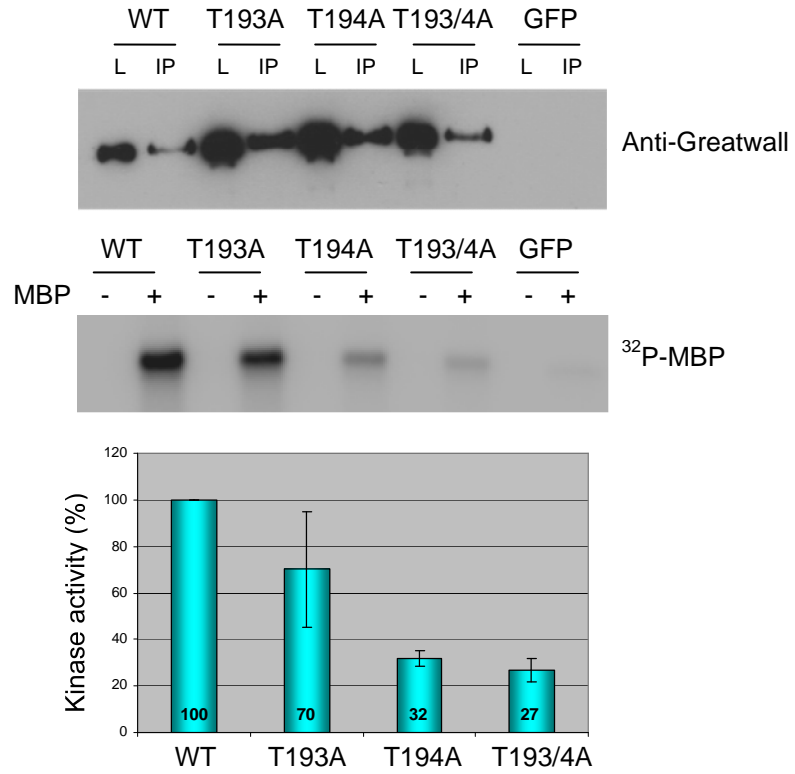 WT T193A T194A T193/4A GFP
L IP L IP L IP L IP L IP
Anti-Greatwall
WT T193A T194A T193/4A GFP
MBP - + - + - + - + - +
32P-MBP
120
100
80
60
40
20
0
Kinase activity (%)
100 70 32 27
WT T193A T194A T193/4A